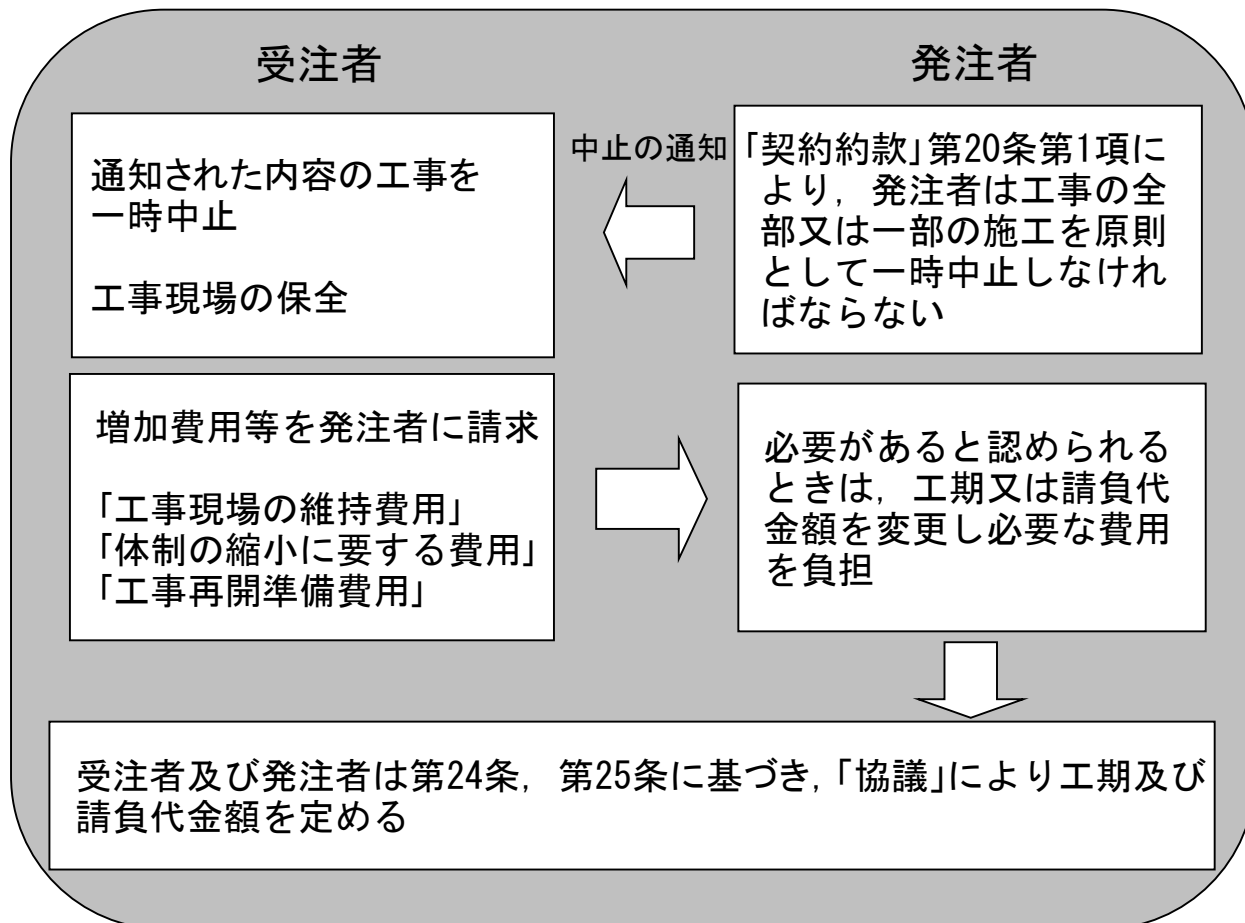 受注者
発注者
通知された内容の工事を
一時中止
工事現場の保全
中止の通知
「契約約款」第20条第1項に
より，発注者は工事の全
部又は一部の施工を原則
として一時中止しなけれ
ばならない
増加費用等を発注者に請求
「工事現場の維持費用」
「体制の縮小に要する費用」
「工事再開準備費用」
必要があると認められる
ときは，工期又は請負代
金額を変更し必要な費用
を負担
受注者及び発注者は第24条，第25条に基づき，「協議」により工期及び
請負代金額を定める